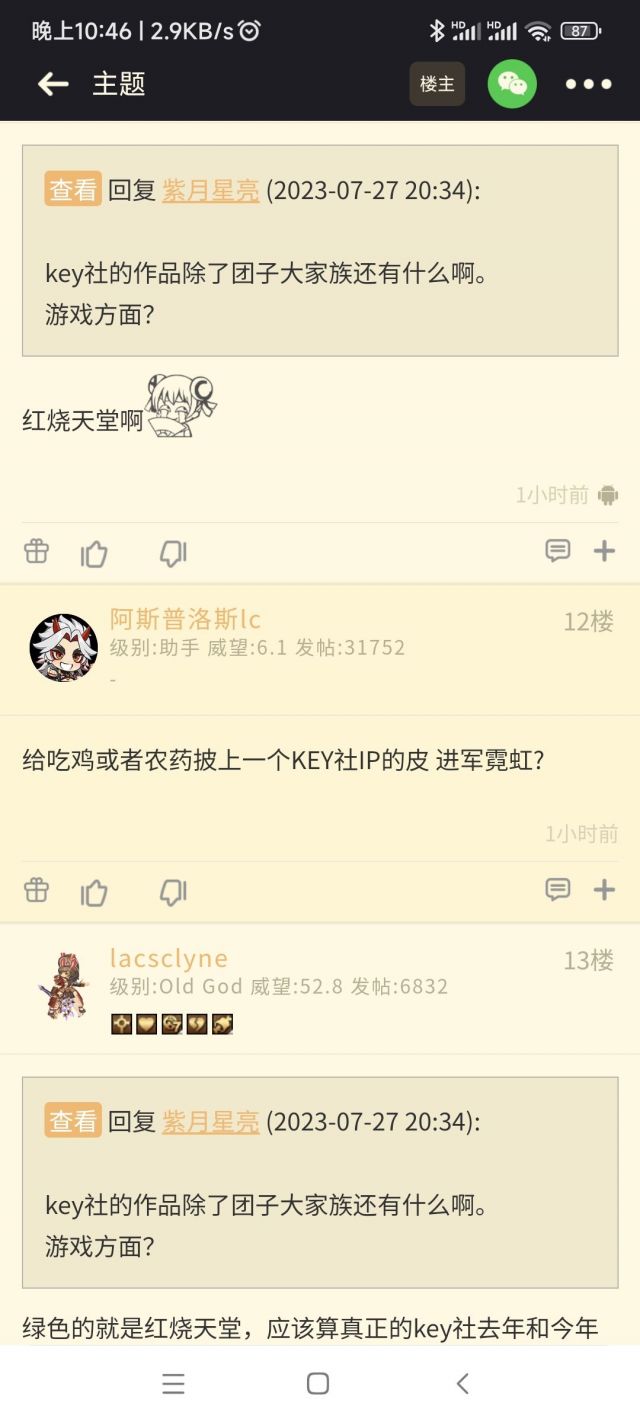 晚上10:46 | 2.9KB/s
HD HD 87
主题
楼主
查看 回复 紫月星亮 (2023-07-27 20:34):
key社的作品除了团子大家族还有什么啊。
游戏方面？
红烧天堂啊
1小时前
阿斯普洛斯lc
12楼
级别:助手 威望:6.1 发帖:31752
-
给吃鸡或者农药披上一个KEY社IP的皮 进军霓虹？
1小时前
lacsclyne
13楼
级别:Old God 威望:52.8 发帖:6832
查看 回复 紫月星亮 (2023-07-27 20:34):
key社的作品除了团子大家族还有什么啊。
游戏方面？
绿色的就是红烧天堂，应该算真正的key社去年和今年